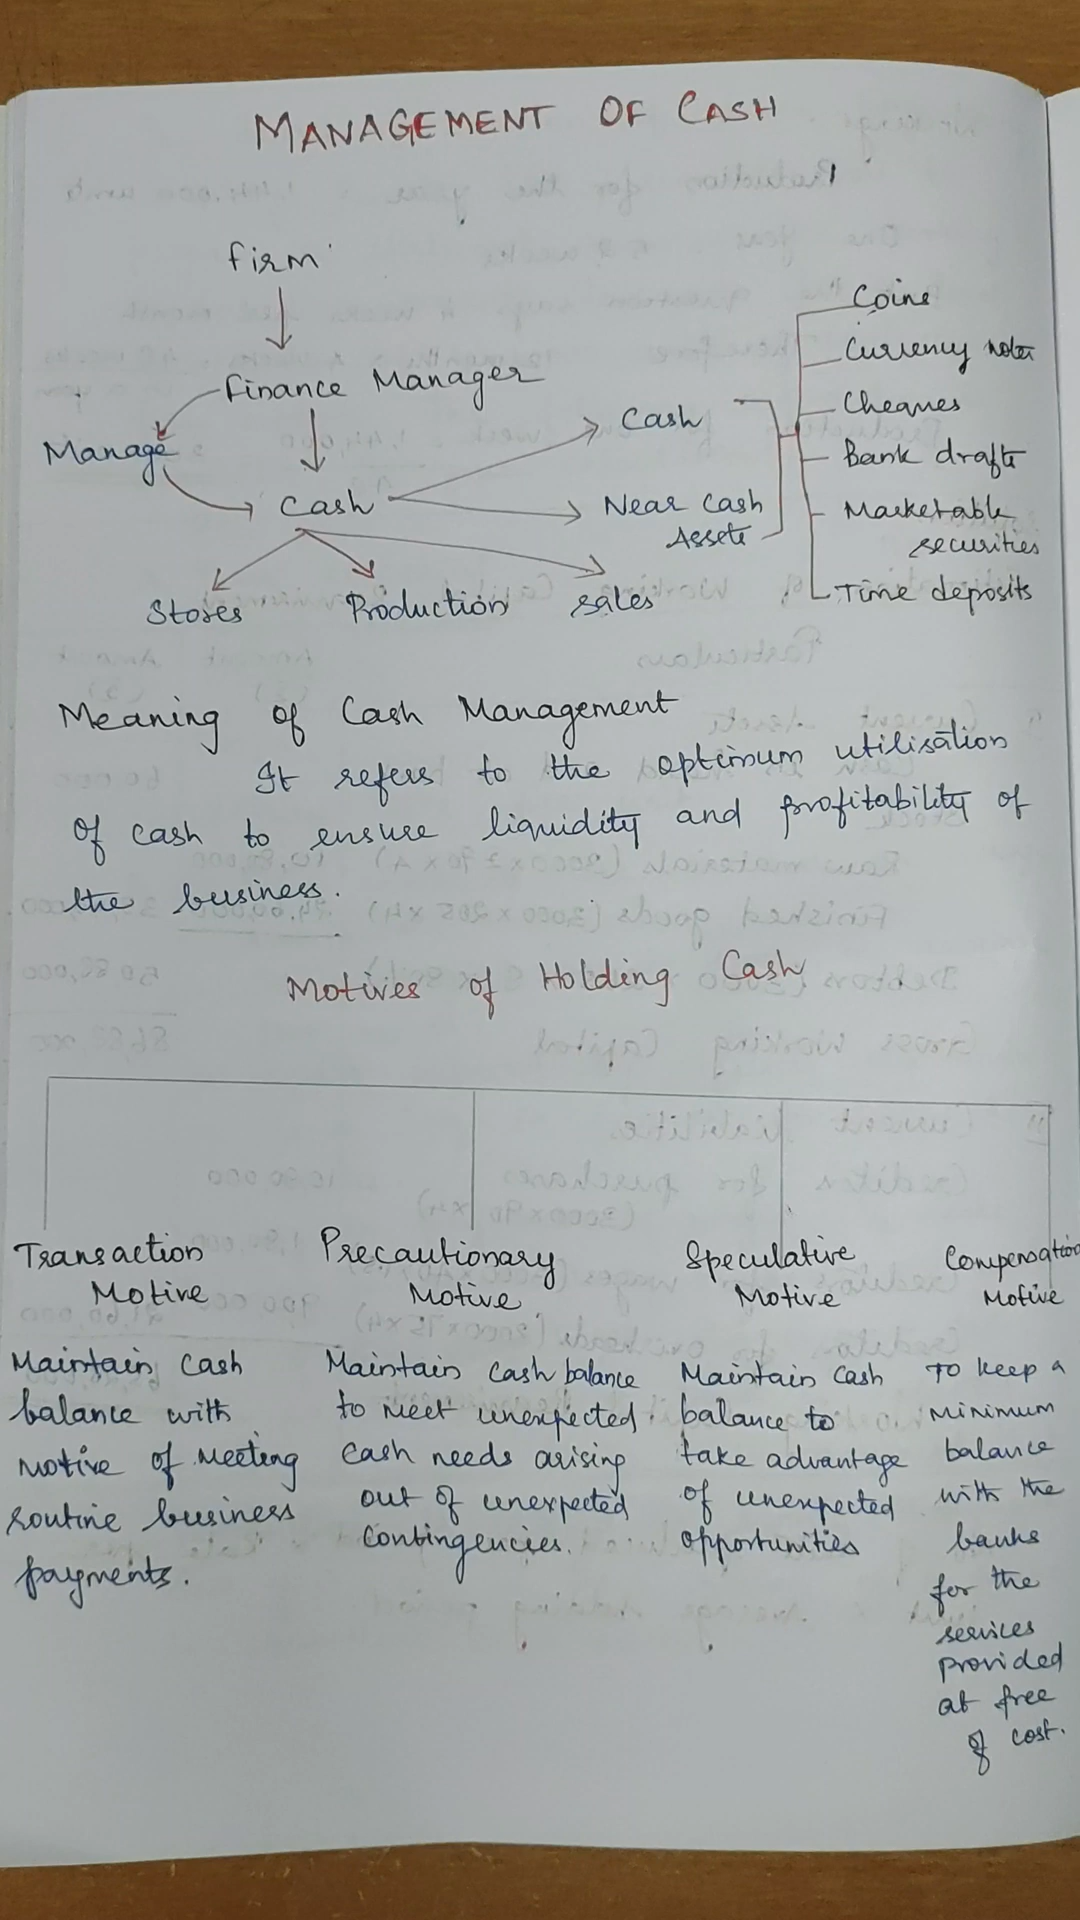 MANAGEMENT OF CASH
firm
Finance Manager
Manage
Cash
Cash
Near Cash
Assets
Stores
Production
sales
Coins
Currency notes
Cheques
Bank drafts
Marketable
securities
Time deposits
Meaning of Cash Management
It refers to the optimum utilisation
of cash to ensure liquidity and profitability of
the business.
Motives of Holding Cash
Transaction
Motive
Maintain cash
balance with
motive of meeting
routine business
payments.
Precautionary
Motive
Maintain cash balance
to meet unexpected
cash needs arising
out of unexpected
contingencies.
Speculative
Motive
Maintain cash
balance to
take advantage
of unexpected
opportunities
Compensation
Motive
To keep a
minimum
balance
with the
banks
for the
services
provided
at free
of cost.